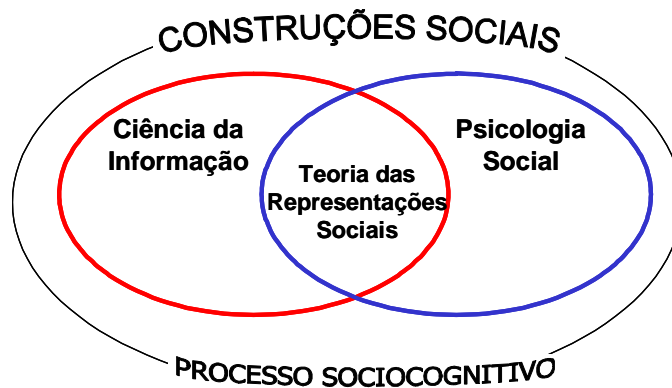 CONSTRUÇÕES SOCIAIS
Ciência da
Informação
Teoria das
Representações
Sociais
Psicologia
Social
PROCESSO SOCIOCOGNITIVO